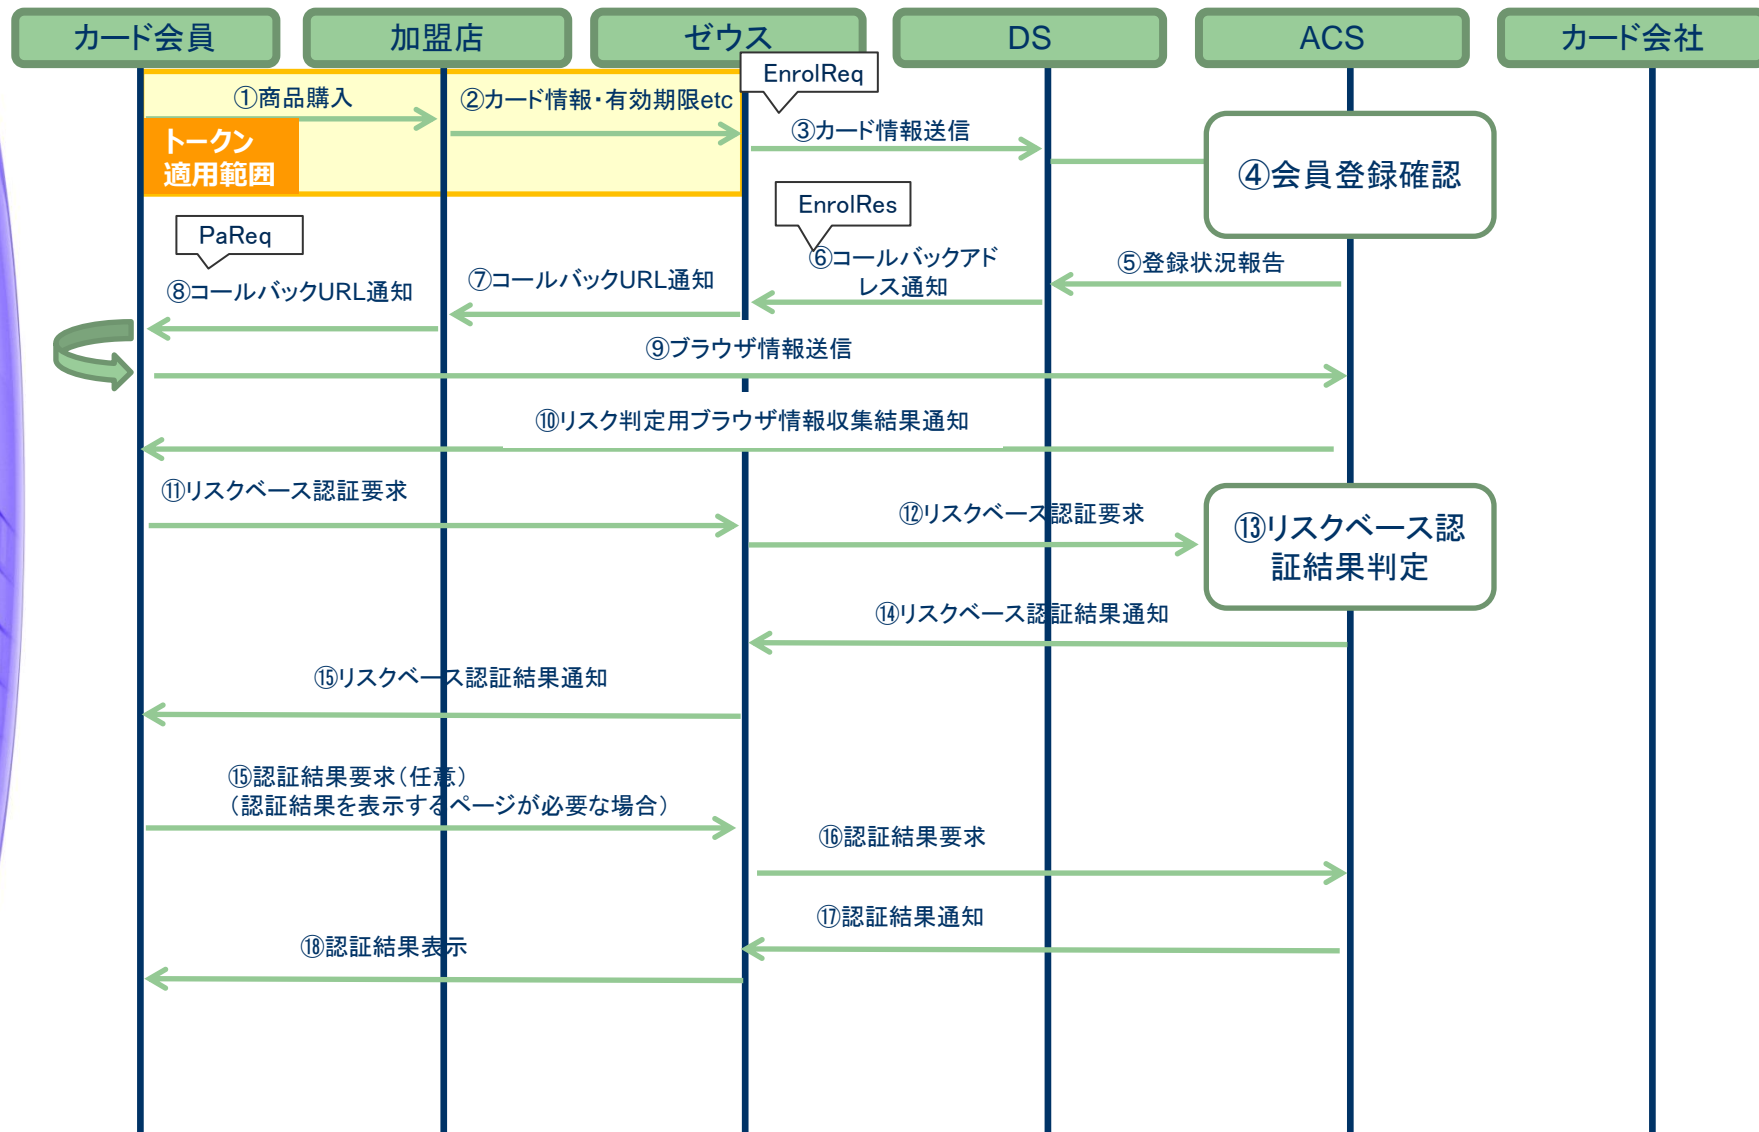 カード会員
加盟店
ゼウス
DS
ACS
カード会社
EnrolReq
①商品購入
②カード情報・有効期限etc
③カード情報送信
トークン
適用範囲
④会員登録確認
EnrolRes
PaReq
⑥コールバックアド
レス通知
⑤登録状況報告
⑦コールバックURL通知
⑧コールバックURL通知
⑨ブラウザ情報送信
⑩リスク判定用ブラウザ情報収集結果通知
⑪リスクベース認証要求
⑫リスクベース認証要求
⑬リスクベース認
証結果判定
⑭リスクベース認証結果通知
⑮リスクベース認証結果通知
⑮認証結果要求（任意）
（認証結果を表示するページが必要な場合）
⑯認証結果要求
⑰認証結果通知
⑱認証結果表示